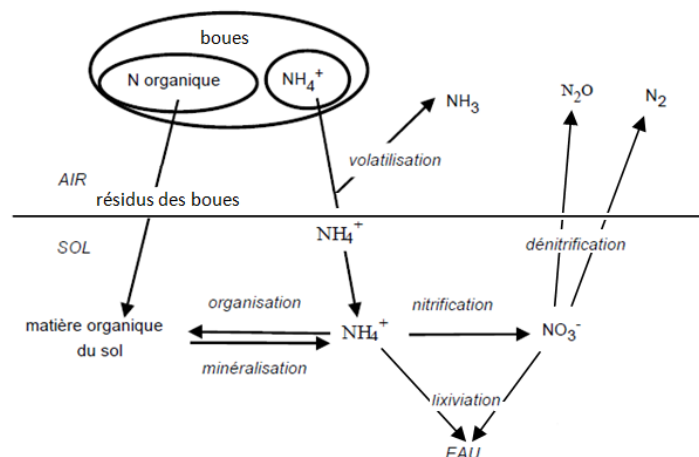 boues
N organique
NH₄⁺
NH₃
N₂O
N₂
volatilisation
AIR
résidus des boues
NH₄⁺
SOL
dénitrification
organisation
nitrification
matière organique
du sol
NH₄⁺
NO₃⁻
minéralisation
lixiviation
EAU